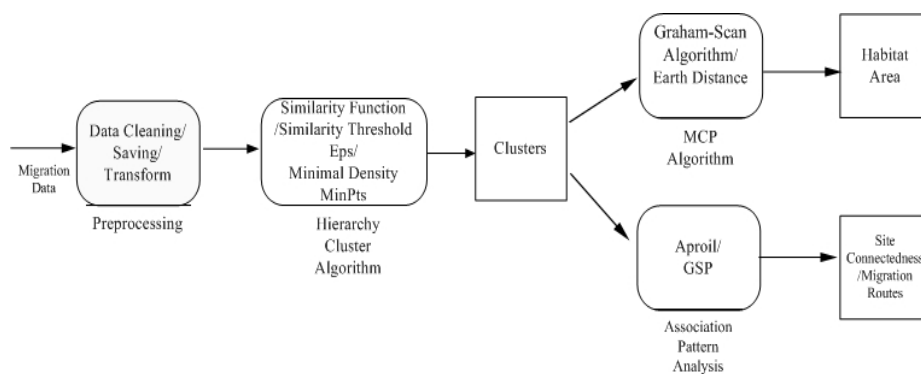 Migration
Data
Data Cleaning/
Saving/
Transform
Preprocessing
Similarity Function
/Similarity Threshold
Eps/
Minimal Density
MinPts
Hierarchy
Cluster
Algorithm
Clusters
Graham-Scan
Algorithm/
Earth Distance
MCP
Algorithm
Habitat
Area
Aproil/
GSP
Association
Pattern
Analysis
Site
Connectedness
/Migration
Routes